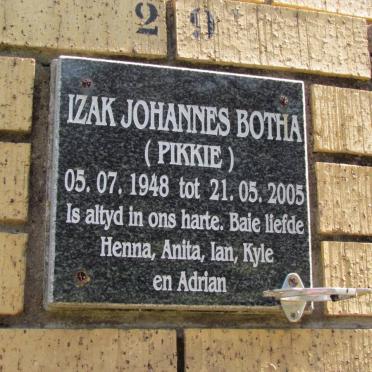 29
IZAK JOHANNES BOTHA
( PIKKIE )
05. 07. 1948 tot 21. 05. 2005
Is altyd in ons harte. Baie liefde
Henna, Anita, Ian, Kyle
en Adrian